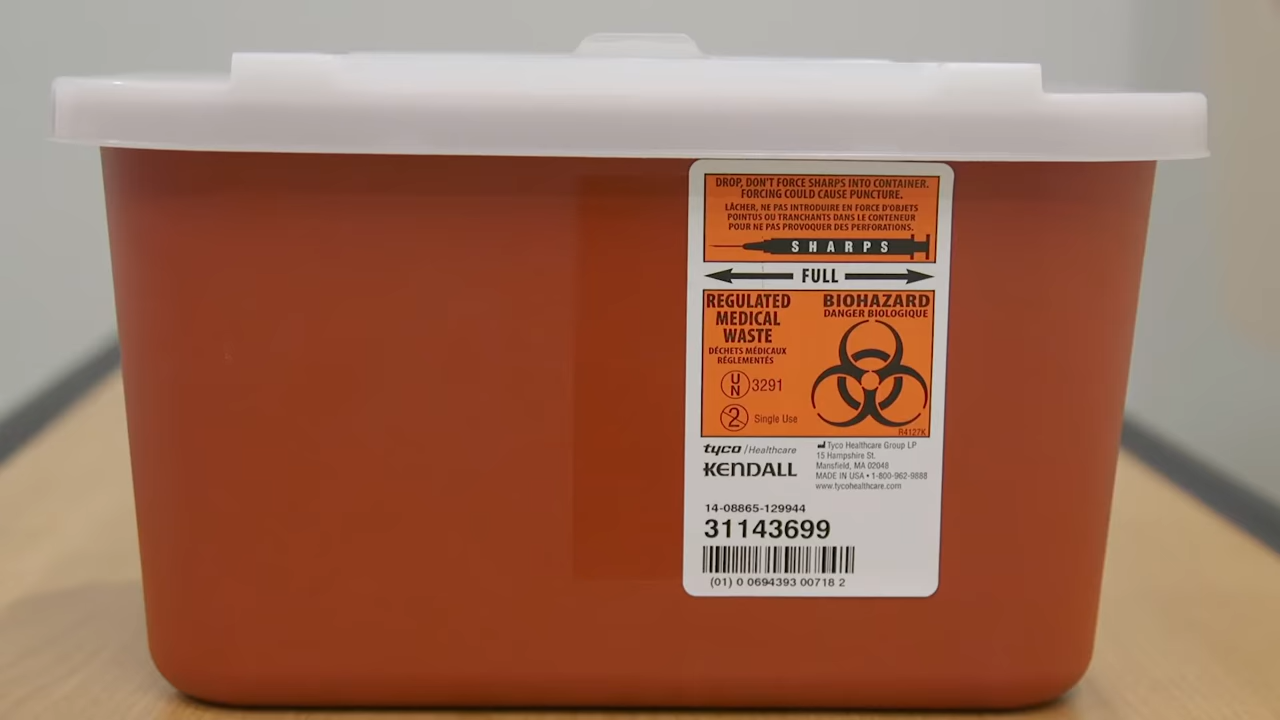 DROP, DON'T FORCE SHARPS INTO CONTAINER.
FORCING COULD CAUSE PUNCTURE.
LÂCHER, NE PAS INTRODUIRE EN FORCE D'OBJETS
POINTUS OU TRANCHANTS DANS LE CONTENEUR
POUR NE PAS PROVOQUER DES PERFORATIONS.
SHARPS
FULL
REGULATED
MEDICAL
WASTE
DÉCHETS MÉDICAUX
RÉGLEMENTÉS
UN 3291
2 Single Use
BIOHAZARD
DANGER BIOLOGIQUE
R4127K
tyco / Healthcare
KENDALL
Tyco Healthcare Group LP
15 Hampshire St.
Mansfield, MA 02048
MADE IN USA • 1-800-962-9888
www.tycohealthcare.com
14-08865-129944
31143699
(01) 0 0694393 00718 2